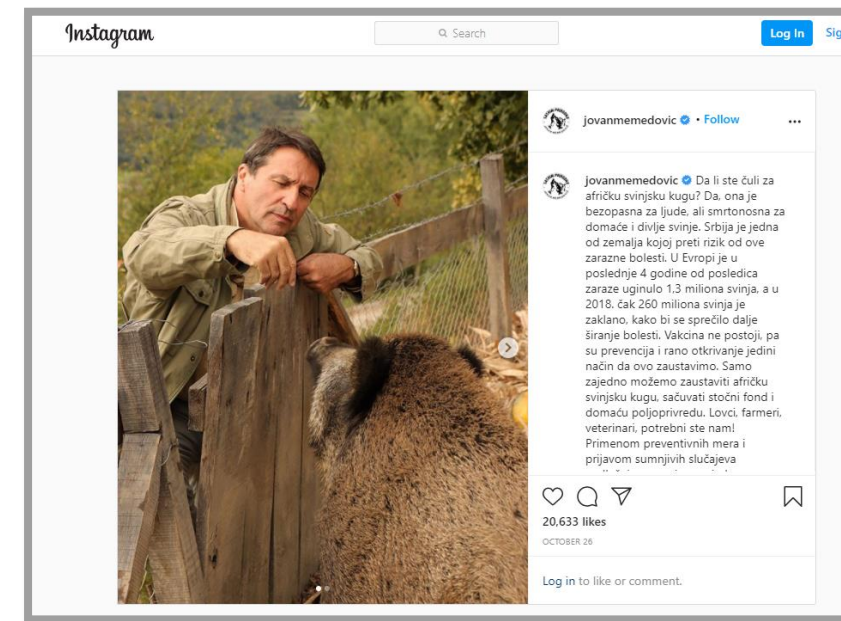 Instagram
Search
Log In
Sig
jovanmemedovic • Follow
jovanmemedovic Da li ste čuli za
afričku svinjsku kugu? Da, ona je
bezopasna za ljude, ali smrtonosna za
domaće i divlje svinje. Srbija je jedna
od zemalja kojoj preti rizik od ove
zarazne bolesti. U Evropi je u
poslednje 4 godine od posledica
zaraze uginulo 1,3 miliona svinja, a u
2018. čak 260 miliona svinja je
zaklano, kako bi se sprečilo dalje
širanje bolesti. Vakcina ne postoji, pa
su prevencija i rano otkrivanje jedini
način da ovo zaustavimo. Samo
zajedno možemo zaustaviti afričku
svinjsku kugu, sačuvati stočni fond i
domaću poljoprivredu. Lovci, farmeri,
veterinari, potrebni ste nam!
Primenom preventivnih mera i
prijavom sumnjivih slučajeva
20,633 likes
OCTOBER 26
Log in to like or comment.